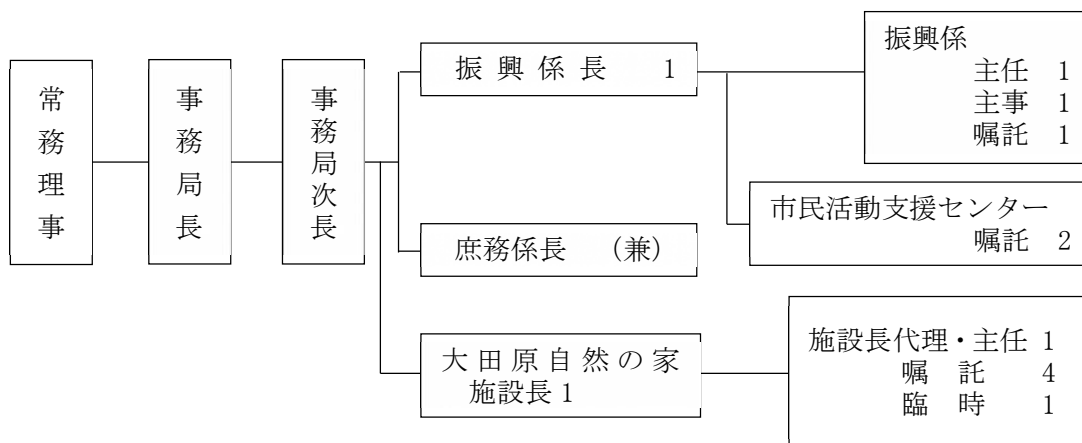 常務理事
事務局長
事務局次長
振興係長 1
振興係
主任 1
主事 1
嘱託 1
市民活動支援センター
嘱託 2
庶務係長 （兼）
大田原自然の家
施設長1
施設長代理・主任 1
嘱託 4
臨時 1